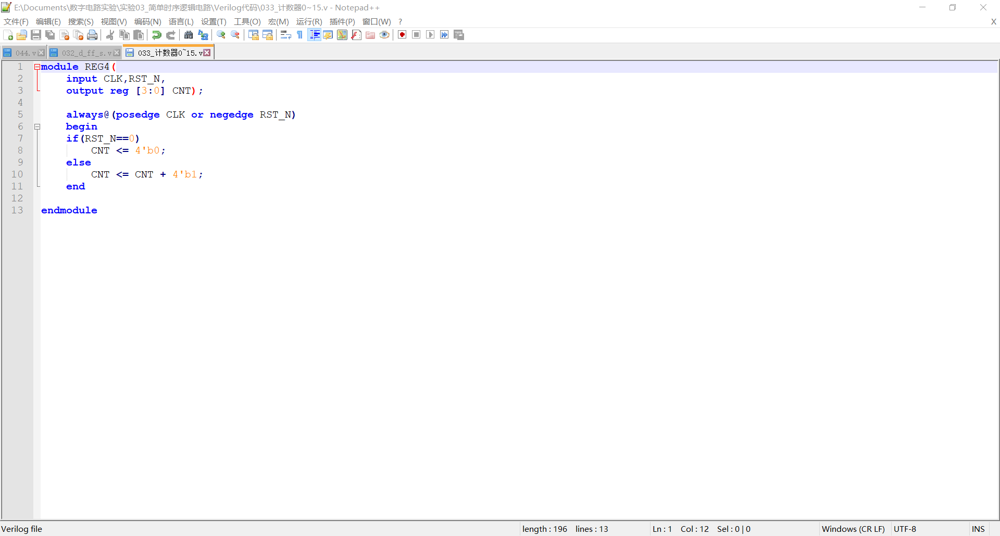 E:\Documents\数字电路实验\实验03_简单时序逻辑电路\Verilog代码\033_计数器0~15.v - Notepad++
文件(F) 编辑(E) 搜索(S) 视图(V) 编码(N) 语言(L) 设置(T) 工具(O) 宏(M) 运行(R) 插件(P) 窗口(W) ? X
044.v 032_d_ff_s.v 033_计数器0~15.v
1 module REG4(
2 input CLK,RST_N,
3 output reg [3:0] CNT);
4
5 always@(posedge CLK or negedge RST_N)
6 begin
7 if(RST_N==0)
8 CNT <= 4'b0;
9 else
10 CNT <= CNT + 4'b1;
11 end
12
13 endmodule
Verilog file length : 196 lines : 13 Ln : 1 Col : 12 Sel : 0 | 0 Windows (CR LF) UTF-8 INS